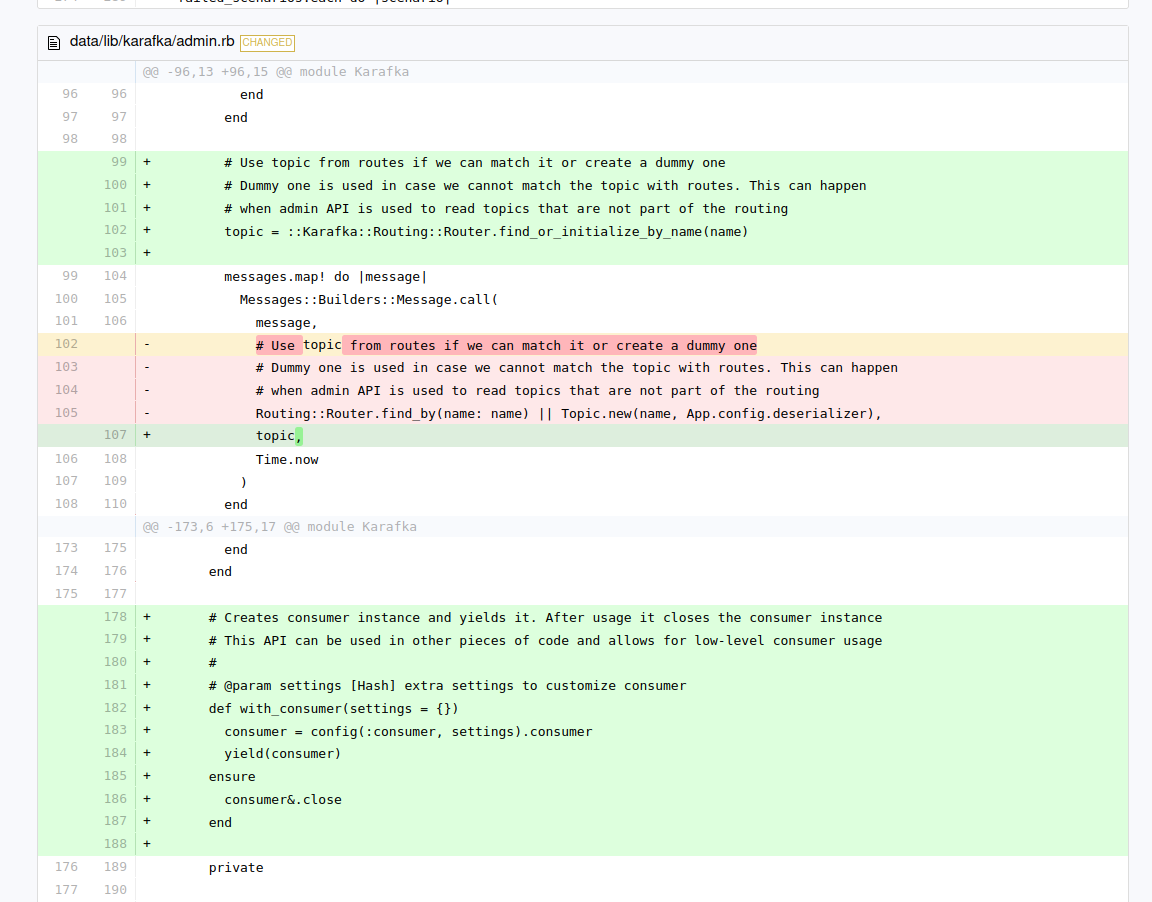 data/lib/karafka/admin.rb CHANGED
@@ -96,13 +96,15 @@ module Karafka
96 96 end
97 97 end
98 98
99 + # Use topic from routes if we can match it or create a dummy one
100 + # Dummy one is used in case we cannot match the topic with routes. This can happen
101 + # when admin API is used to read topics that are not part of the routing
102 + topic = ::Karafka::Routing::Router.find_or_initialize_by_name(name)
103 +
99 104 messages.map! do |message|
100 105 Messages::Builders::Message.call(
101 106 message,
102 - # Use topic from routes if we can match it or create a dummy one
103 - # Dummy one is used in case we cannot match the topic with routes. This can happen
104 - # when admin API is used to read topics that are not part of the routing
105 - Routing::Router.find_by(name: name) || Topic.new(name, App.config.deserializer),
107 + topic,
106 108 Time.now
107 109 )
108 110 end
@@ -173,6 +175,17 @@ module Karafka
173 175 end
174 176 end
175 177
178 + # Creates consumer instance and yields it. After usage it closes the consumer instance
179 + # This API can be used in other pieces of code and allows for low-level consumer usage
180 + #
181 + # @param settings [Hash] extra settings to customize consumer
182 + def with_consumer(settings = {})
183 + consumer = config(:consumer, settings).consumer
184 + yield(consumer)
185 + ensure
186 + consumer&.close
187 + end
188 +
176 189 private
177 190